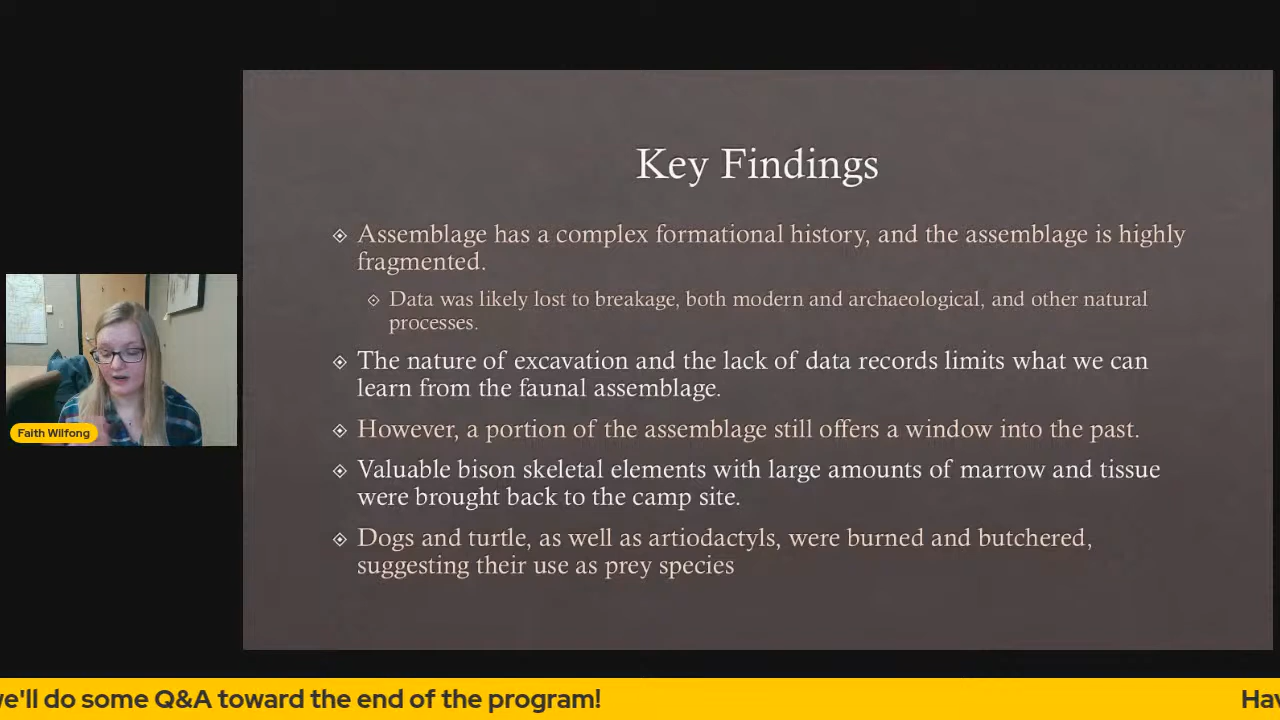 Key Findings
Assemblage has a complex formational history, and the assemblage is highly
fragmented.
Data was likely lost to breakage, both modern and archaeological, and other natural
processes.
The nature of excavation and the lack of data records limits what we can
learn from the faunal assemblage.
However, a portion of the assemblage still offers a window into the past.
Valuable bison skeletal elements with large amounts of marrow and tissue
were brought back to the camp site.
Dogs and turtle, as well as artiodactyls, were burned and butchered,
suggesting their use as prey species
Faith Wilfong
we'll do some Q&A toward the end of the program!